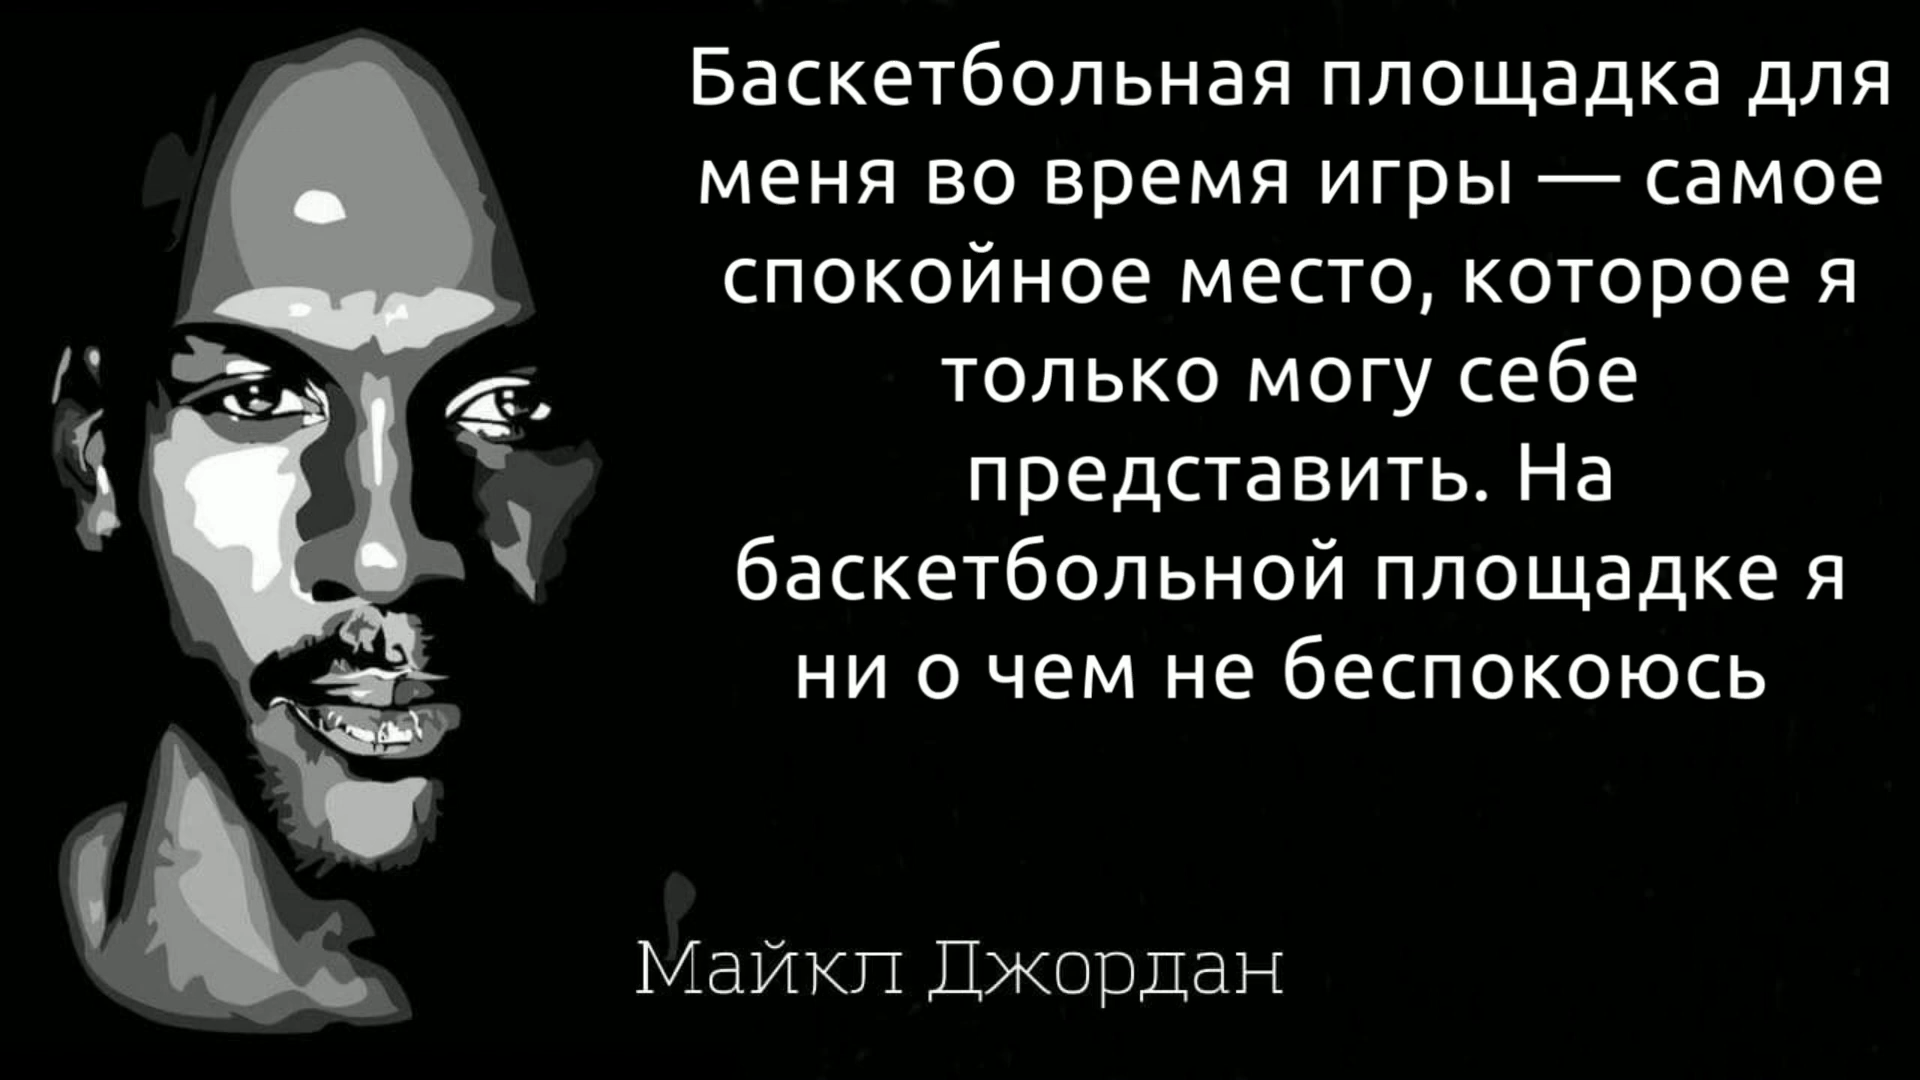 Баскетбольная площадка для
меня во время игры — самое
спокойное место, которое я
только могу себе
представить. На
баскетбольной площадке я
ни о чем не беспокоюсь
Майкл Джордан